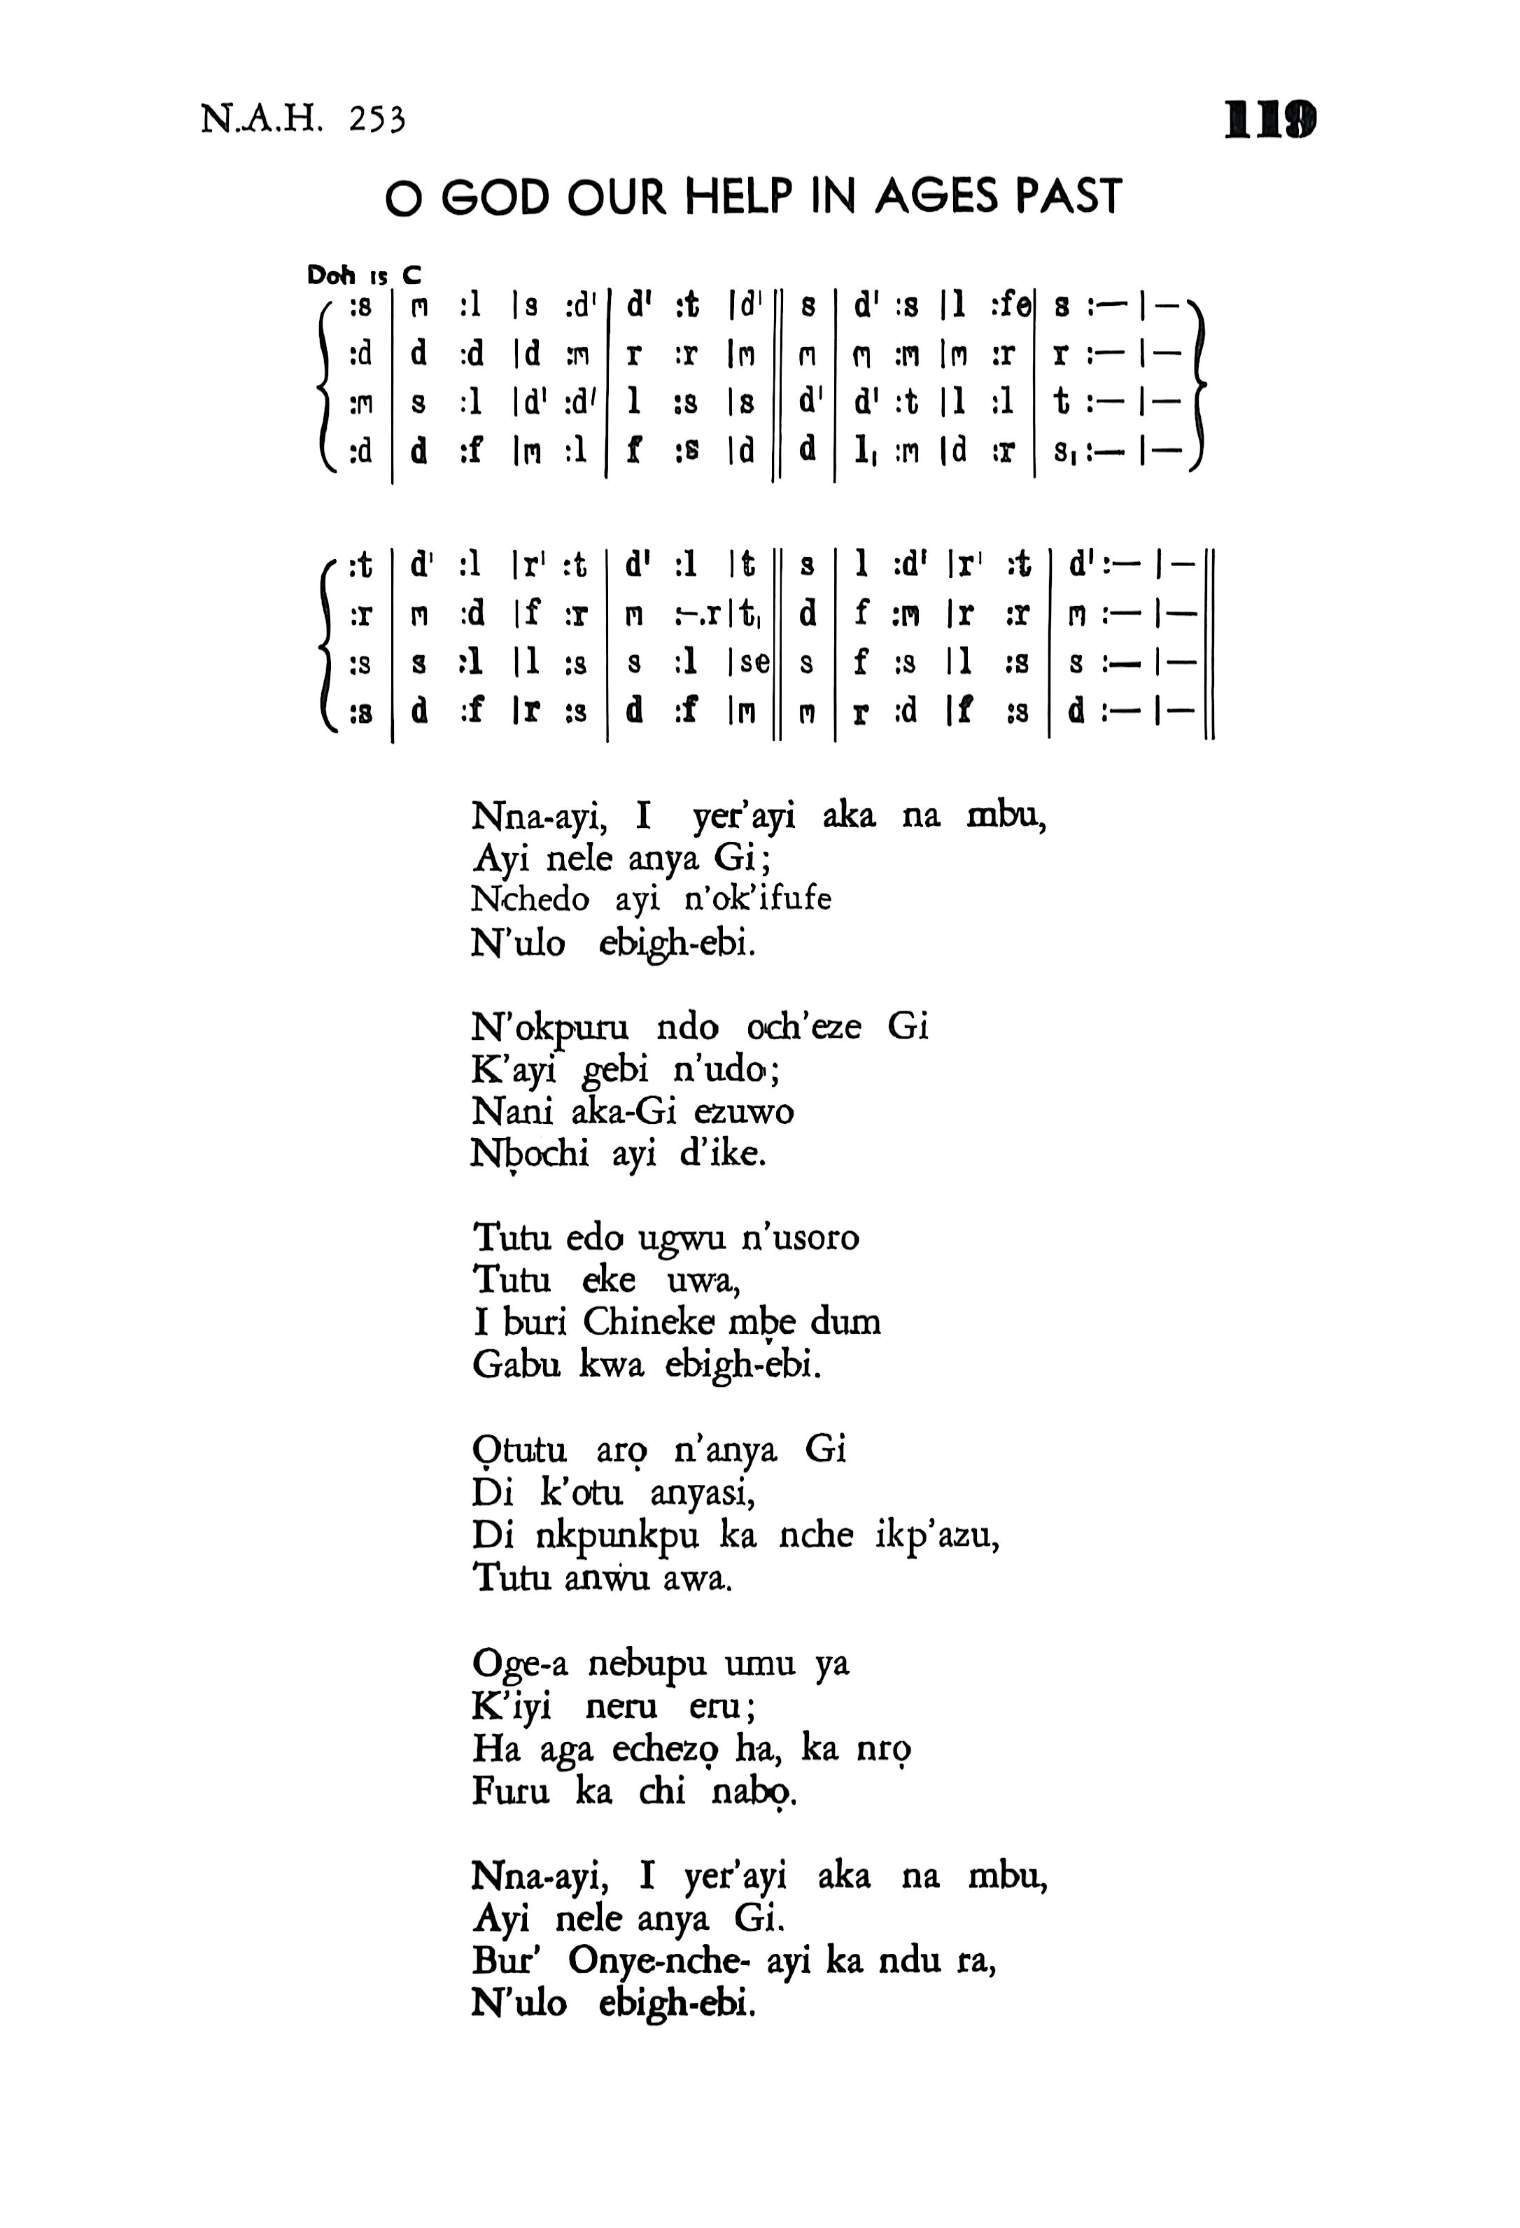 N.A.H. 253 119
O GOD OUR HELP IN AGES PAST
Doh is C
:s | m :l |s :d' | d' :t |d' || s | d' :s |l :fe | s :— |—
:d | d :d |d :m | r :r |m || m | m :m |m :r | r :— |—
:m | s :l |d' :d' | l :s |s || d' | d' :t |l :l | t :— |—
:d | d :f |m :l | f :s |d || d | l, :m |d :r | s, :— |—
:t | d' :l |r' :t | d' :l |t || s | l :d' |r' :t | d' :— |— ||
:r | m :d |f :r | m :–.r |t, || d | f :m |r :r | m :— |— ||
:s | s :l |l :s | s :l |se || s | f :s |l :s | s :— |— ||
:s | d :f |r :s | d :f |m || m | r :d |f :s | d :— |— ||
Nna-ayi, I yer'ayi aka na mbu,
Ayi nele anya Gi;
Nchedo ayi n'ok'ifufe
N'ulo ebigh-ebi.
N'okpuru ndo och'eze Gi
K'ayi gebi n'udo;
Nani aka-Gi ezuwo
Nḅochi ayi d'ike.
Tutu edo ugwu n'usoro
Tutu eke uwa,
I buri Chineke mḅe dum
Gabu kwa ebigh-ebi.
Ọtutu arọ n'anya Gi
Di k'otu anyasi,
Di nkpunkpu ka nche ikp'azu,
Tutu anẇu awa.
Oge-a nebupu umu ya
K'iyi neru eru;
Ha aga echezọ ha, ka nrọ
Furu ka chi nabọ.
Nna-ayi, I yer'ayi aka na mbu,
Ayi nele anya Gi.
Bur' Onye-nche- ayi ka ndu ra,
N'ulo ebigh-ebi.